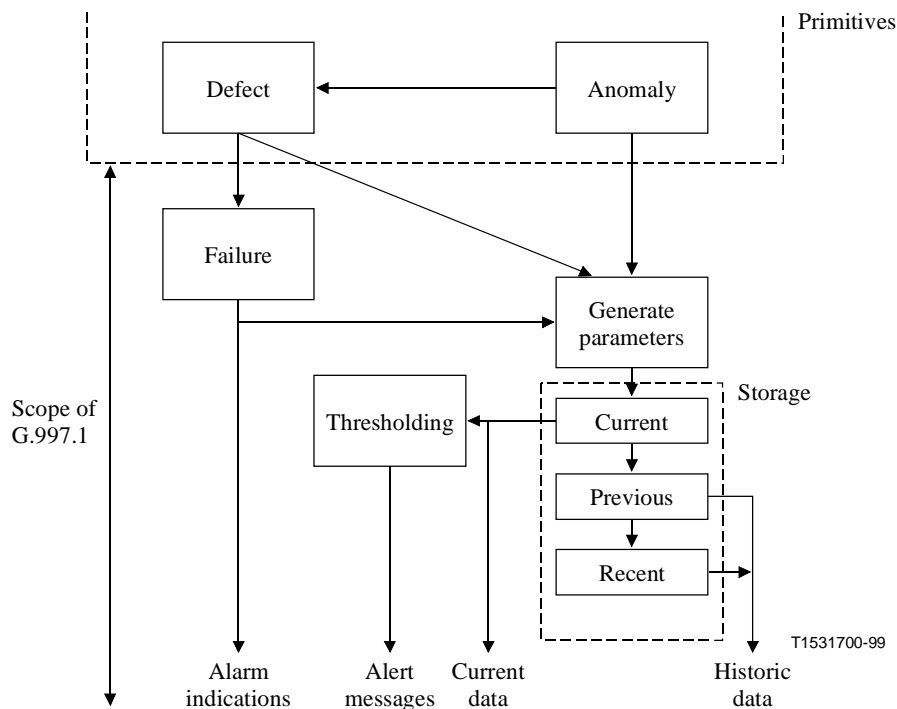 Primitives
Defect
Anomaly
Failure
Generate
parameters
Scope of
G.997.1
Thresholding
Storage
Current
Previous
Recent
T1531700-99
Alarm
indications
Alert
messages
Current
data
Historic
data